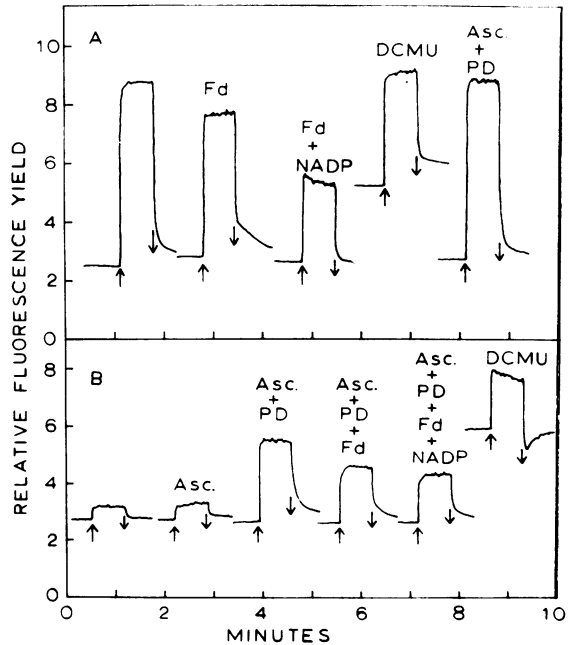 RELATIVE FLUORESCENCE YIELD
A
10
8
6
4
2
0
Fd
Fd
+
NADP
DCMU
Asc.
+
PD
B
8
6
4
2
0
Asc.
Asc.
+
PD
Asc.
+
PD
+
Fd
Asc.
+
PD
+
Fd
+
NADP
DCMU
0 2 4 6 8 10
MINUTES